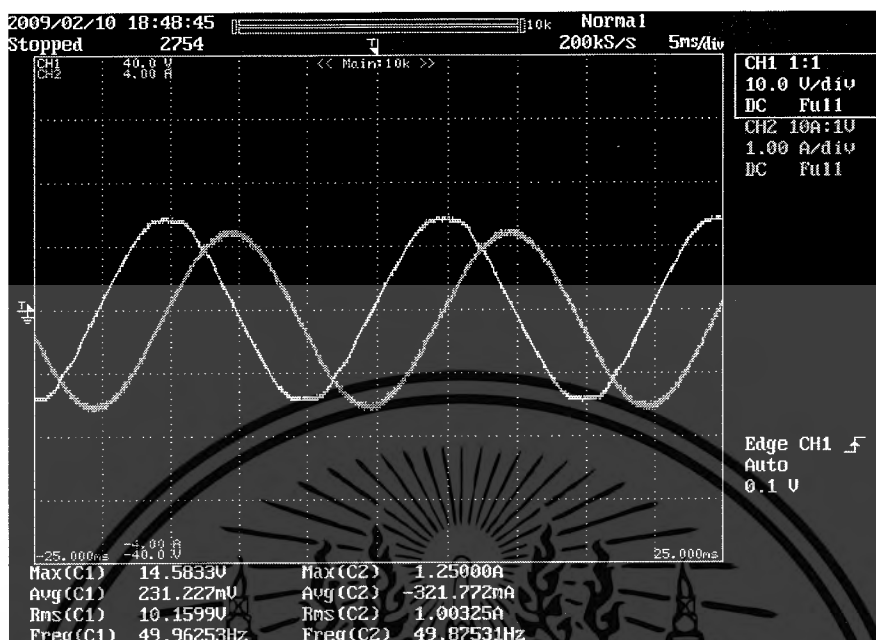 2009/02/10 18:48:45 10k Normal
Stopped 2754 T 200kS/s 5ms/div
CH1 40.0 V << Main:10k >>
CH2 4.00 A
CH1 1:1
10.0 V/div
DC Full
CH2 10A:1V
1.00 A/div
DC Full
T
Edge CH1
Auto
0.1 V
-4.00 A
-25.000ms -40.0 V 25.000ms
Max(C1) 14.5833V Max(C2) 1.25000A
Avg(C1) 231.227mV Avg(C2) -321.772mA
Rms(C1) 10.1599V Rms(C2) 1.00325A
Freq(C1) 49.96253Hz Freq(C2) 49.87531Hz